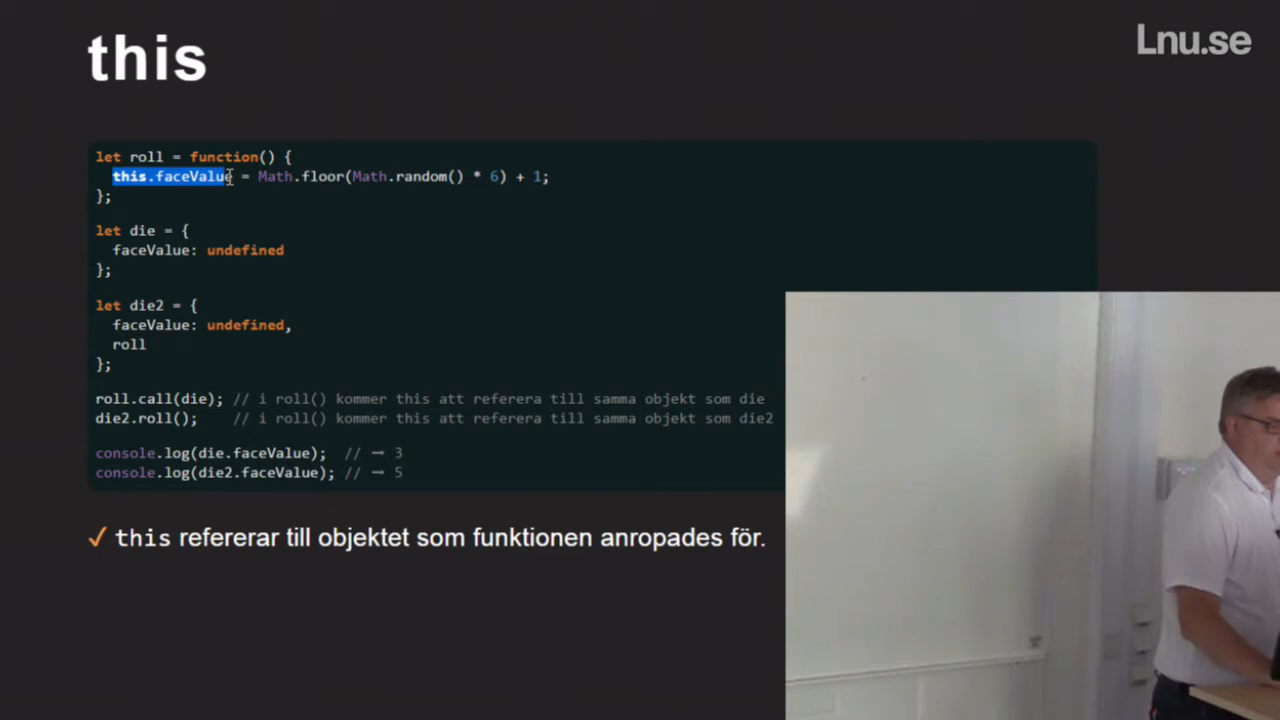 this
Lnu.se
let roll = function() {
this.faceValue = Math.floor(Math.random() * 6) + 1;
};
let die = {
faceValue: undefined
};
let die2 = {
faceValue: undefined,
roll
};
roll.call(die); // i roll() kommer this att referera till samma objekt som die
die2.roll(); // i roll() kommer this att referera till samma objekt som die2
console.log(die.faceValue); // → 3
console.log(die2.faceValue); // → 5
✓ this refererar till objektet som funktionen anropades för.